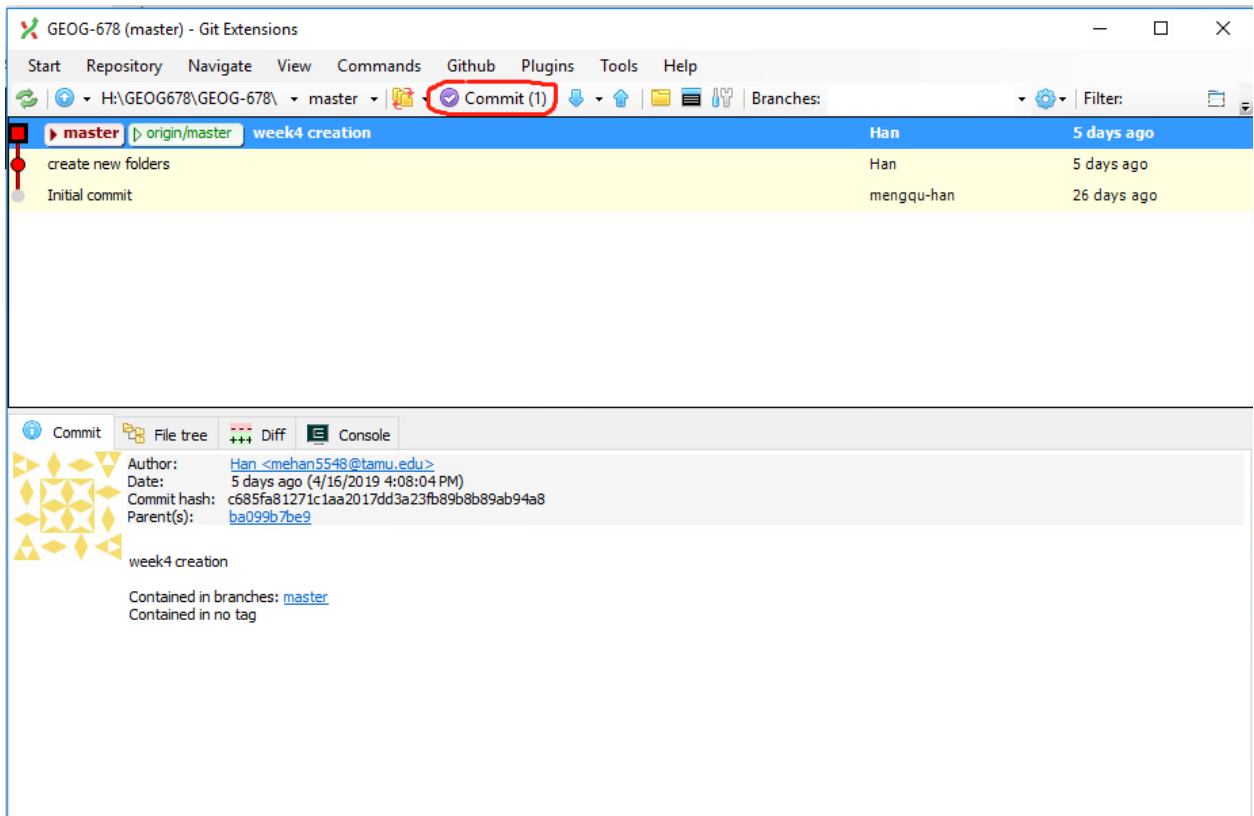 GEOG-678 (master) - Git Extensions
Start Repository Navigate View Commands Github Plugins Tools Help
H:\GEOG678\GEOG-678\ master Commit (1) Branches: Filter:
master origin/master week4 creation Han 5 days ago
create new folders Han 5 days ago
Initial commit mengqu-han 26 days ago
Commit File tree Diff Console
Author: Han <mehan5548@tamu.edu>
Date: 5 days ago (4/16/2019 4:08:04 PM)
Commit hash: c685fa81271c1aa2017dd3a23fb89b8b89ab94a8
Parent(s): ba099b7be9
week4 creation
Contained in branches: master
Contained in no tag